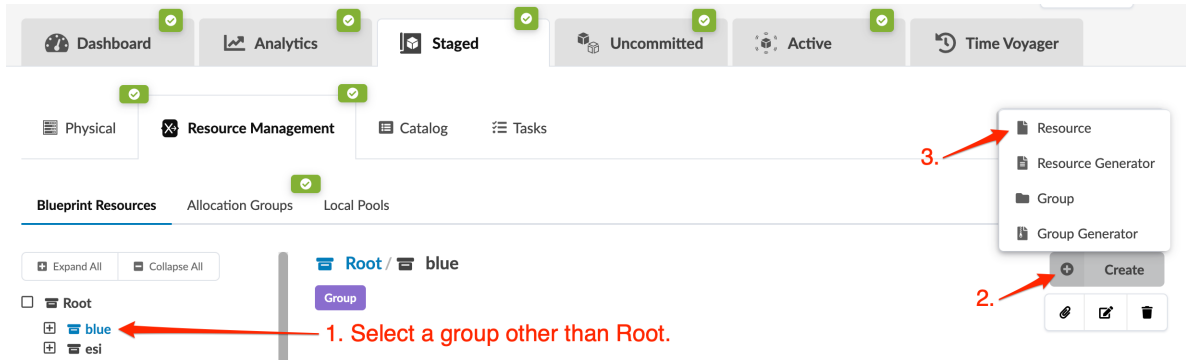 Dashboard Analytics Staged Uncommitted Active Time Voyager
Physical Resource Management Catalog Tasks
Resource
3.
Resource Generator
Blueprint Resources Allocation Groups Local Pools
Group
Group Generator
Expand All Collapse All
Root / blue
Create
Group
2.
Root
blue
1. Select a group other than Root.
esi